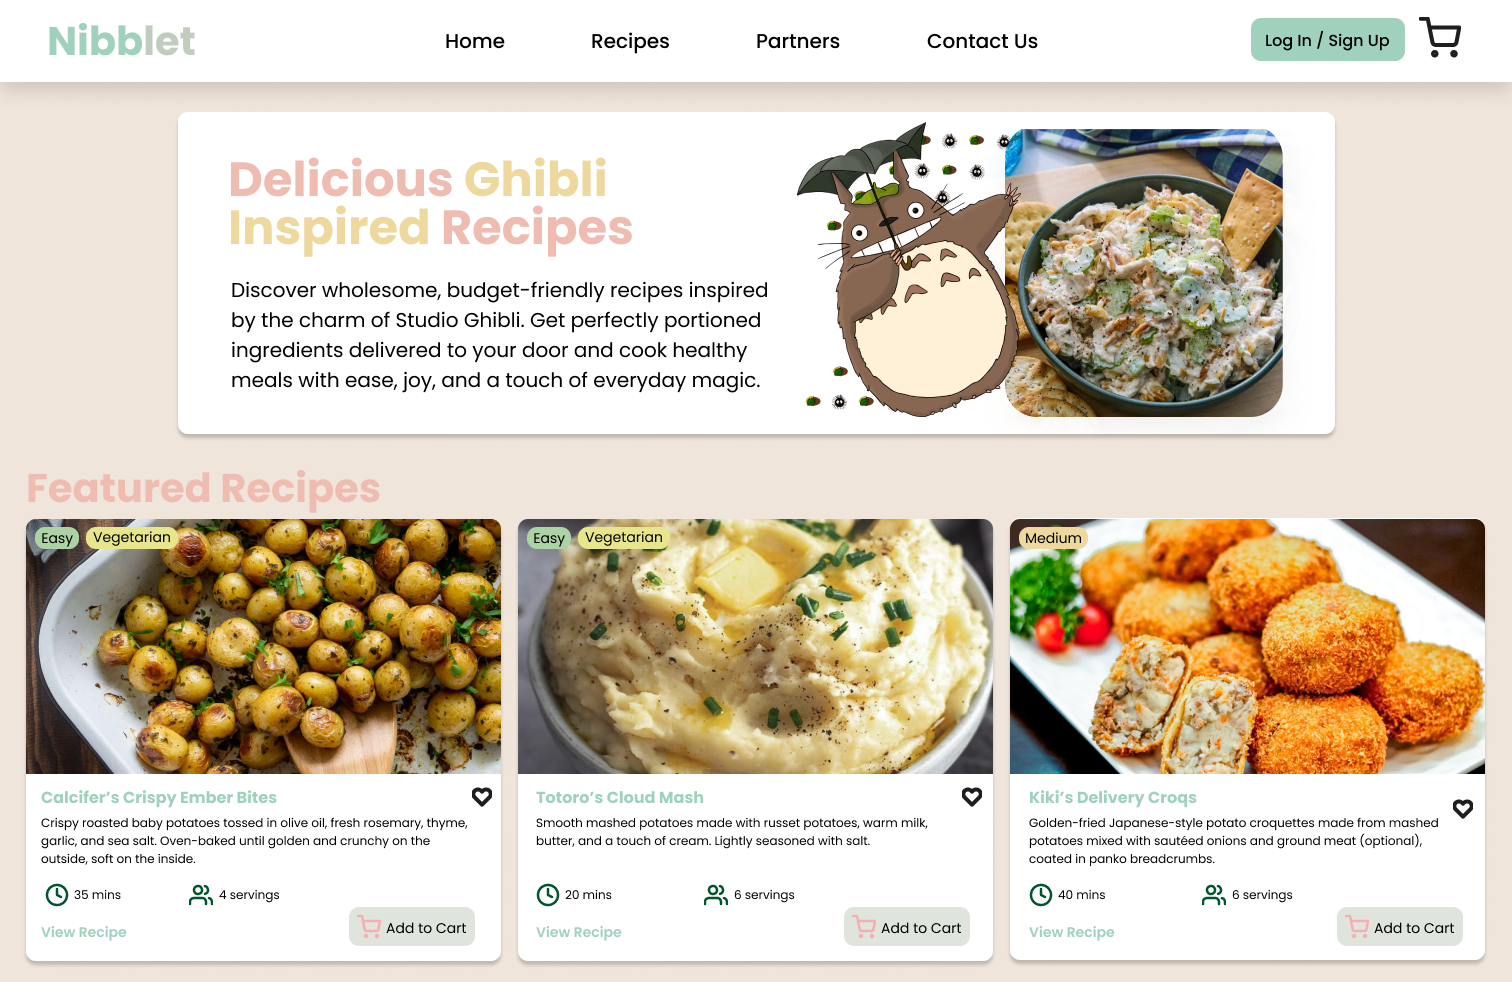 Nibblet
Home
Recipes
Partners
Contact Us
Log In / Sign Up
Delicious Ghibli
Inspired Recipes
Discover wholesome, budget-friendly recipes inspired
by the charm of Studio Ghibli. Get perfectly portioned
ingredients delivered to your door and cook healthy
meals with ease, joy, and a touch of everyday magic.
Featured Recipes
Easy
Vegetarian
Calcifer’s Crispy Ember Bites
Crispy roasted baby potatoes tossed in olive oil, fresh rosemary, thyme,
garlic, and sea salt. Oven-baked until golden and crunchy on the
outside, soft on the inside.
35 mins
4 servings
View Recipe
Add to Cart
Easy
Vegetarian
Totoro’s Cloud Mash
Smooth mashed potatoes made with russet potatoes, warm milk,
butter, and a touch of cream. Lightly seasoned with salt.
20 mins
6 servings
View Recipe
Add to Cart
Medium
Kiki’s Delivery Croqs
Golden-fried Japanese-style potato croquettes made from mashed
potatoes mixed with sautéed onions and ground meat (optional),
coated in panko breadcrumbs.
40 mins
6 servings
View Recipe
Add to Cart